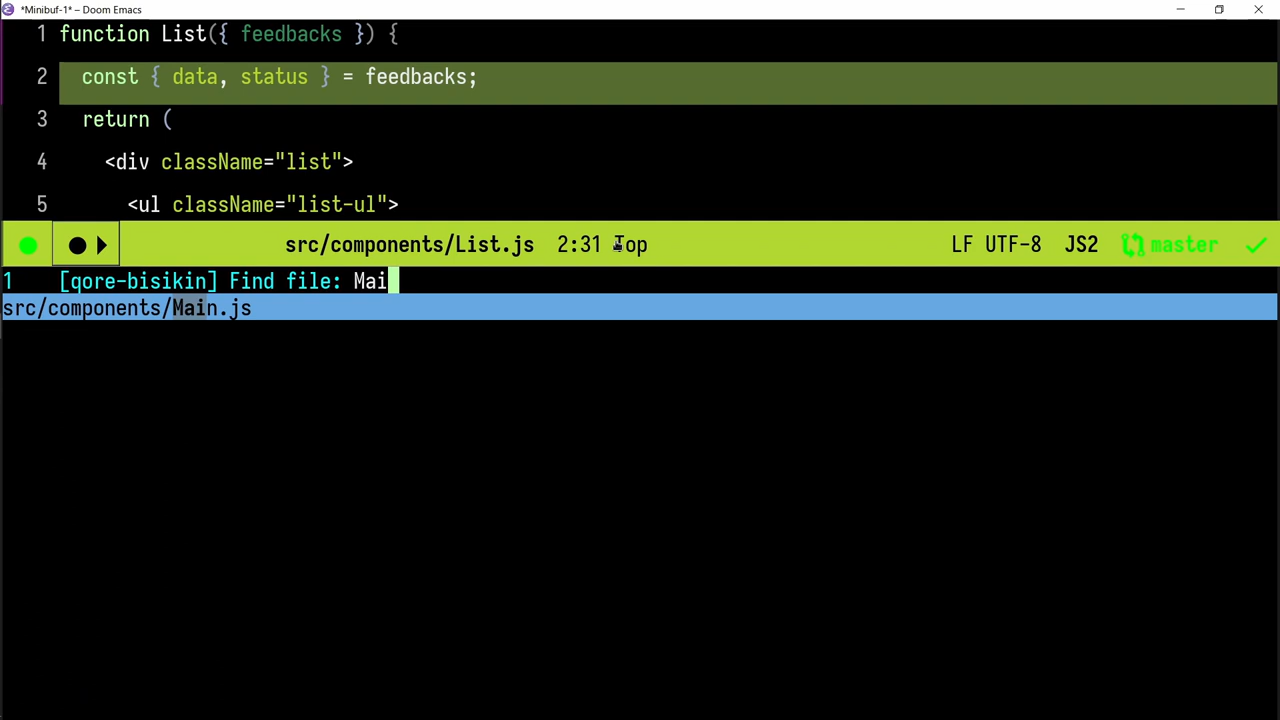 *Minibuf-1* – Doom Emacs
1 function List({ feedbacks }) {
2 const { data, status } = feedbacks;
3 return (
4 <div className="list">
5 <ul className="list-ul">
src/components/List.js 2:31 Top LF UTF-8 JS2 master
1 [qore-bisikin] Find file: Mai
src/components/Main.js